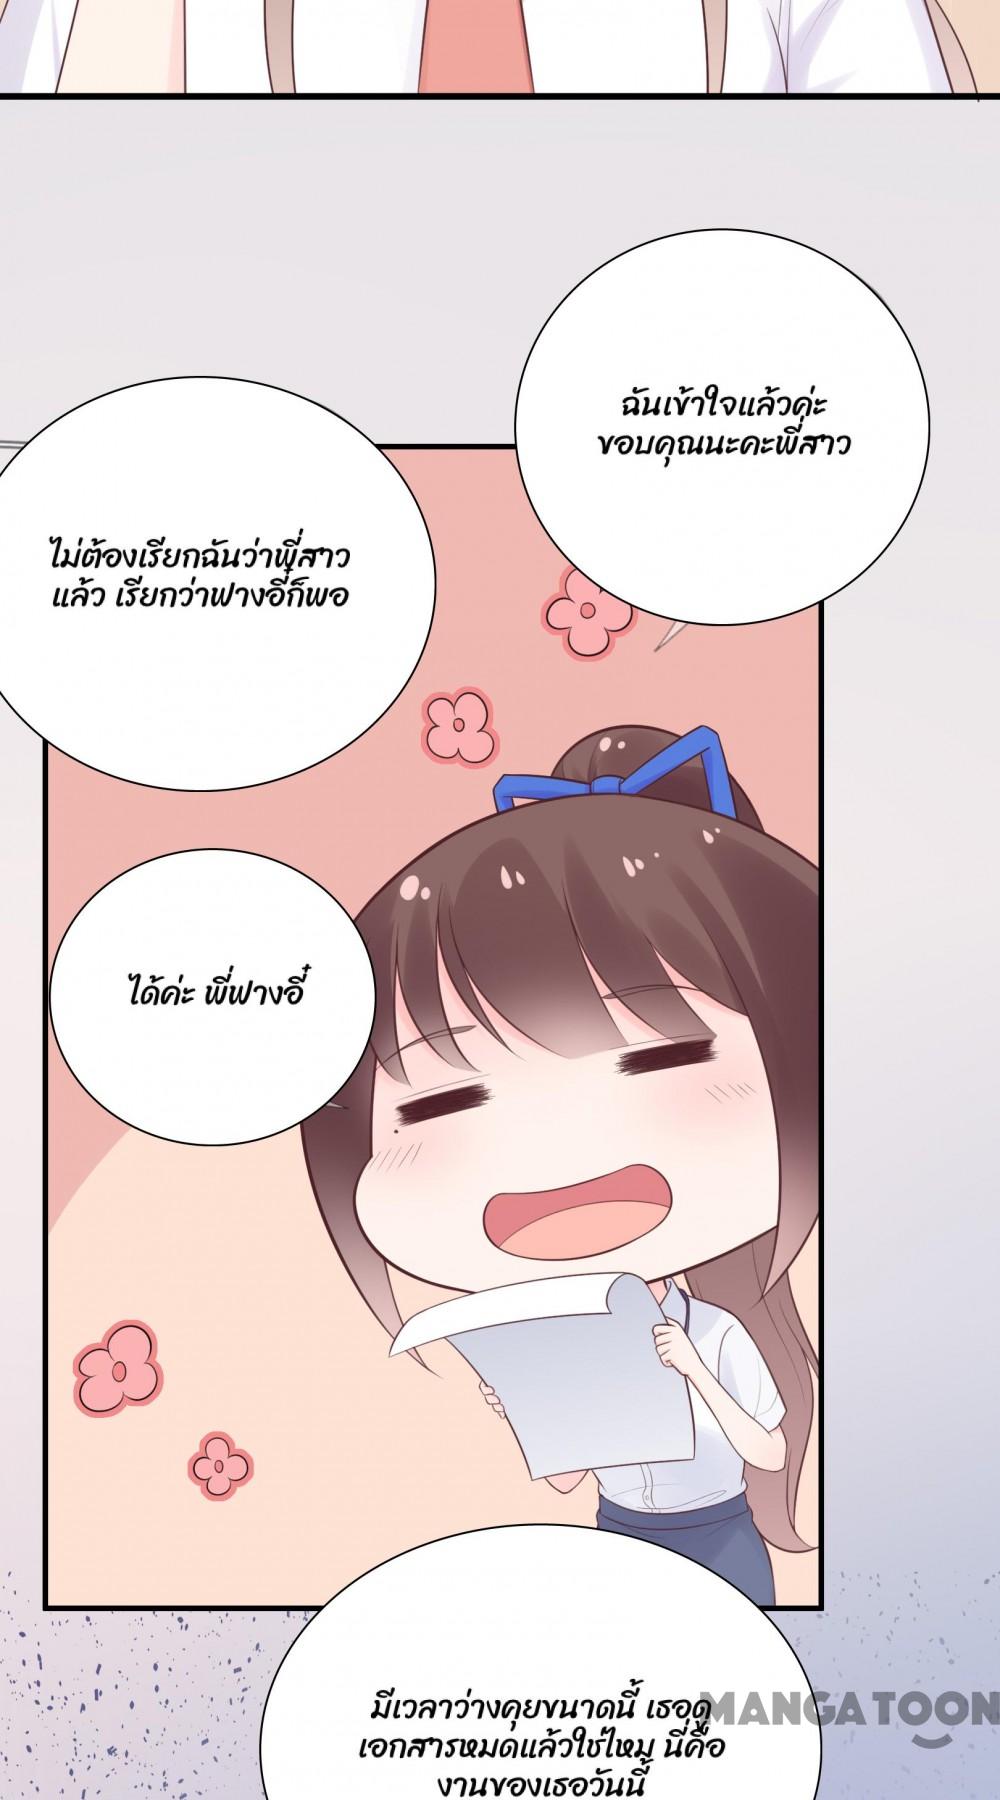 ฉันเข้าใจแล้วค่ะ
ขอบคุณนะคะพี่สาว
ไม่ต้องเรียกฉันว่าพี่สาว
แล้ว เรียกว่าฟางอี๋ก็พอ
ได้ค่ะ พี่ฟางอี๋
มีเวลาว่างคุยขนาดนี้ เธอดู
เอกสารหมดแล้วใช่ไหม นี่คือ
งานของเธอวันนี้
MANGATOON